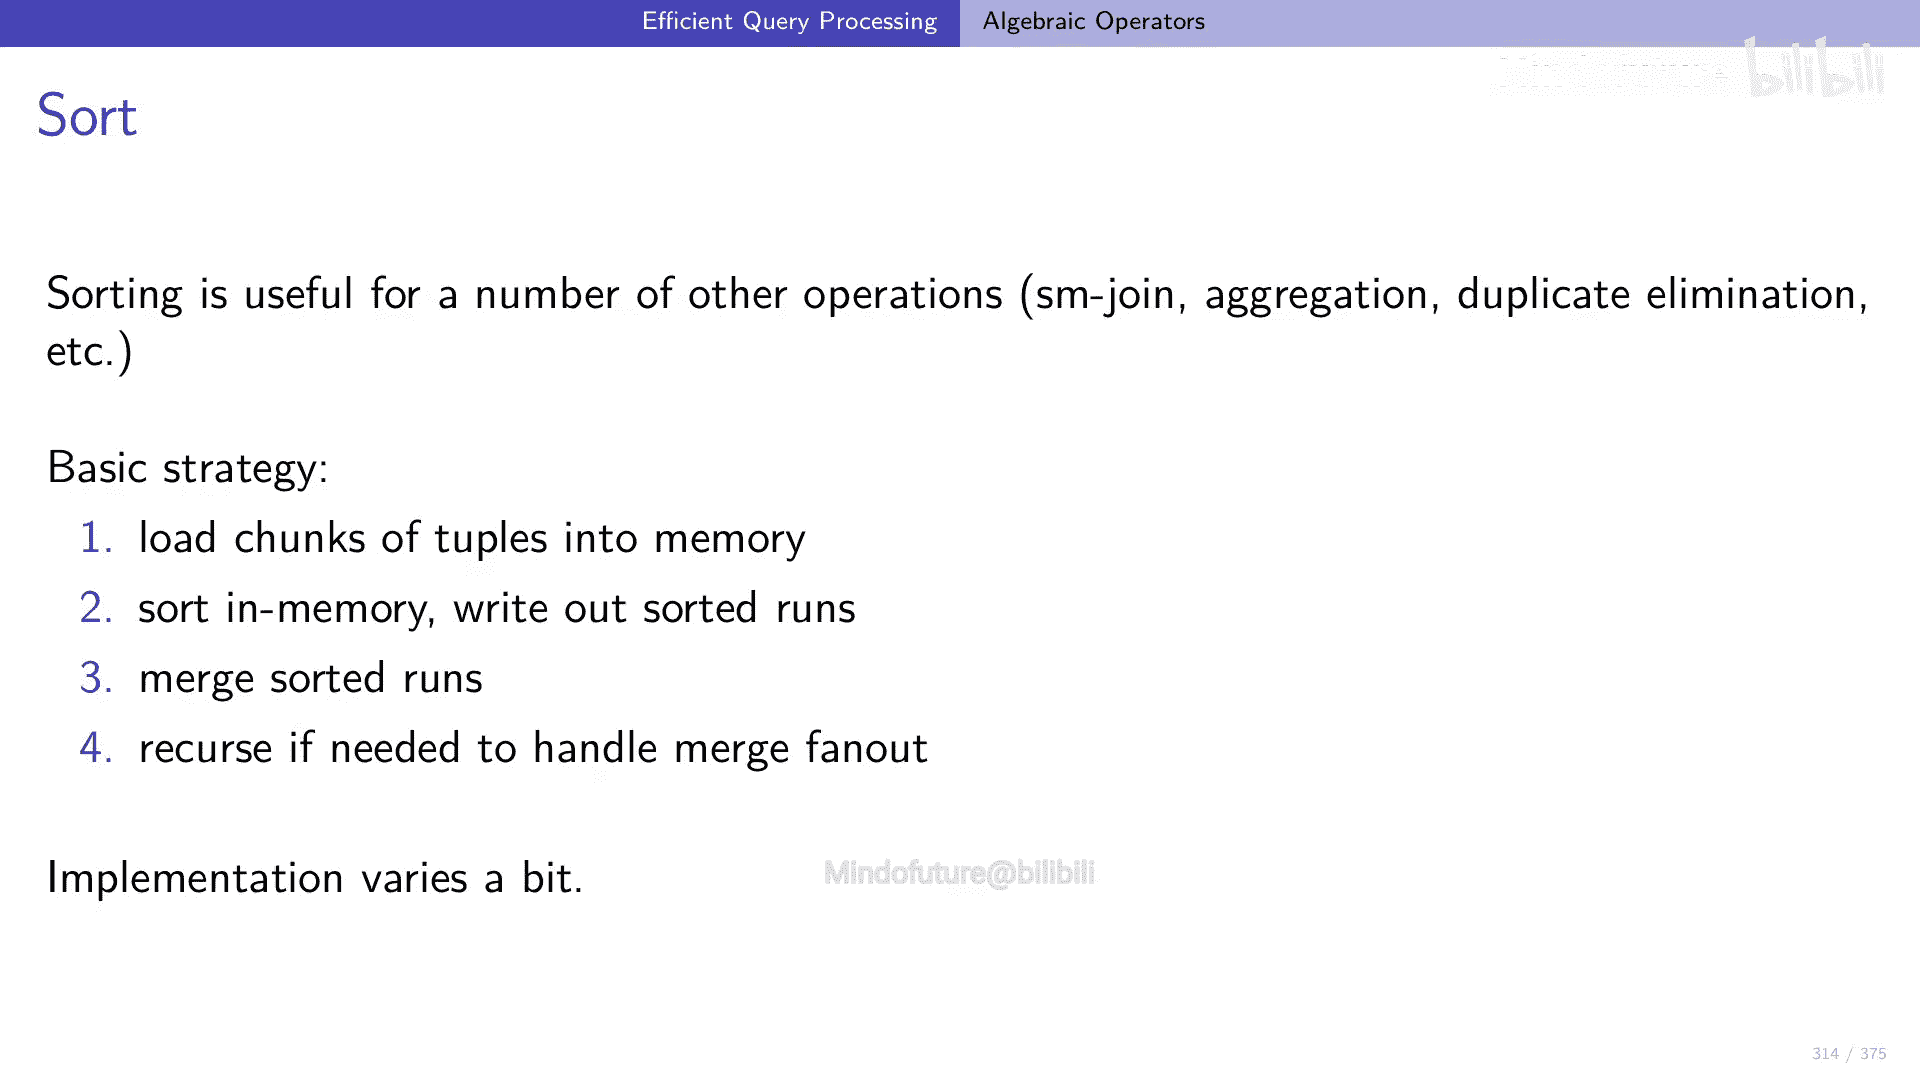 Efficient Query Processing Algebraic Operators
bilibili
Sort
Sorting is useful for a number of other operations (sm-join, aggregation, duplicate elimination,
etc.)
Basic strategy:
1. load chunks of tuples into memory
2. sort in-memory, write out sorted runs
3. merge sorted runs
4. recurse if needed to handle merge fanout
Implementation varies a bit.
Mindofuture@bilibili
314 / 375